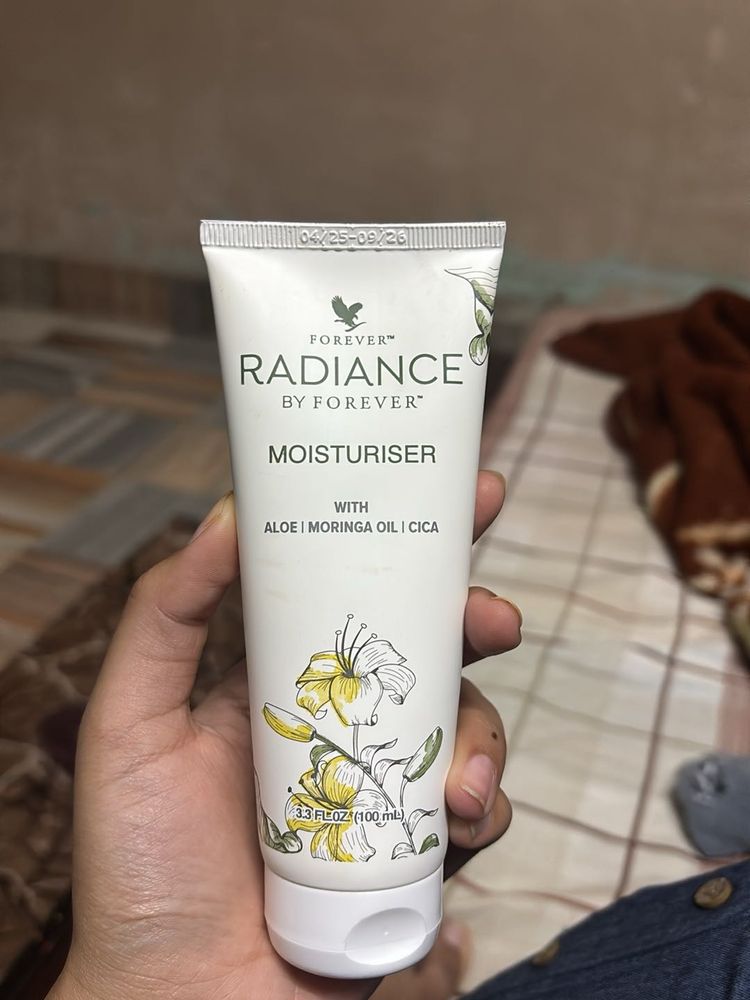 04/25-09/26
FOREVER™
RADIANCE
BY FOREVER™
MOISTURISER
WITH
ALOE | MORINGA OIL | CICA
3.3 FL.OZ. (100 mL)